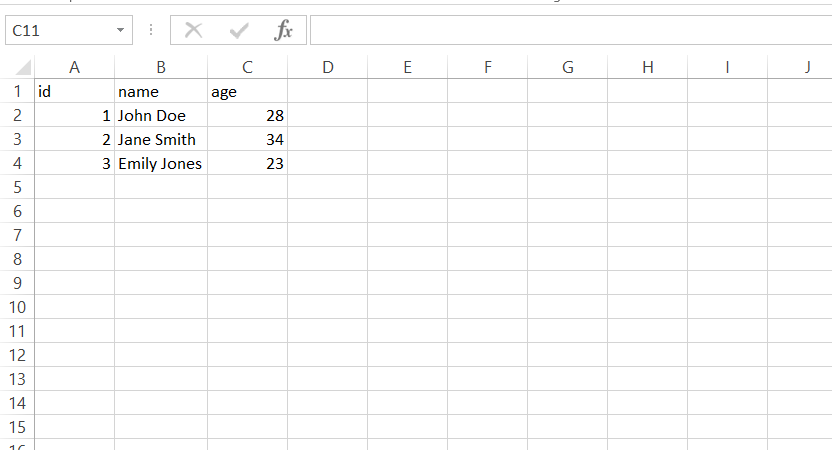 C11 fx
A B C D E F G H I J
1 id name age
2 1 John Doe 28
3 2 Jane Smith 34
4 3 Emily Jones 23
5
6
7
8
9
10
11
12
13
14
15